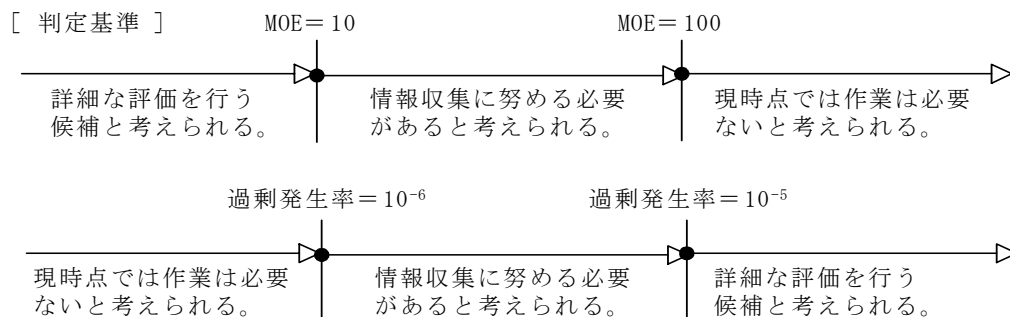 [ 判定基準 ]
MOE＝10
MOE＝100
詳細な評価を行う
候補と考えられる。
情報収集に努める必要
があると考えられる。
現時点では作業は必要
ないと考えられる。
過剰発生率＝10⁻⁶
過剰発生率＝10⁻⁵
現時点では作業は必要
ないと考えられる。
情報収集に努める必要
があると考えられる。
詳細な評価を行う
候補と考えられる。